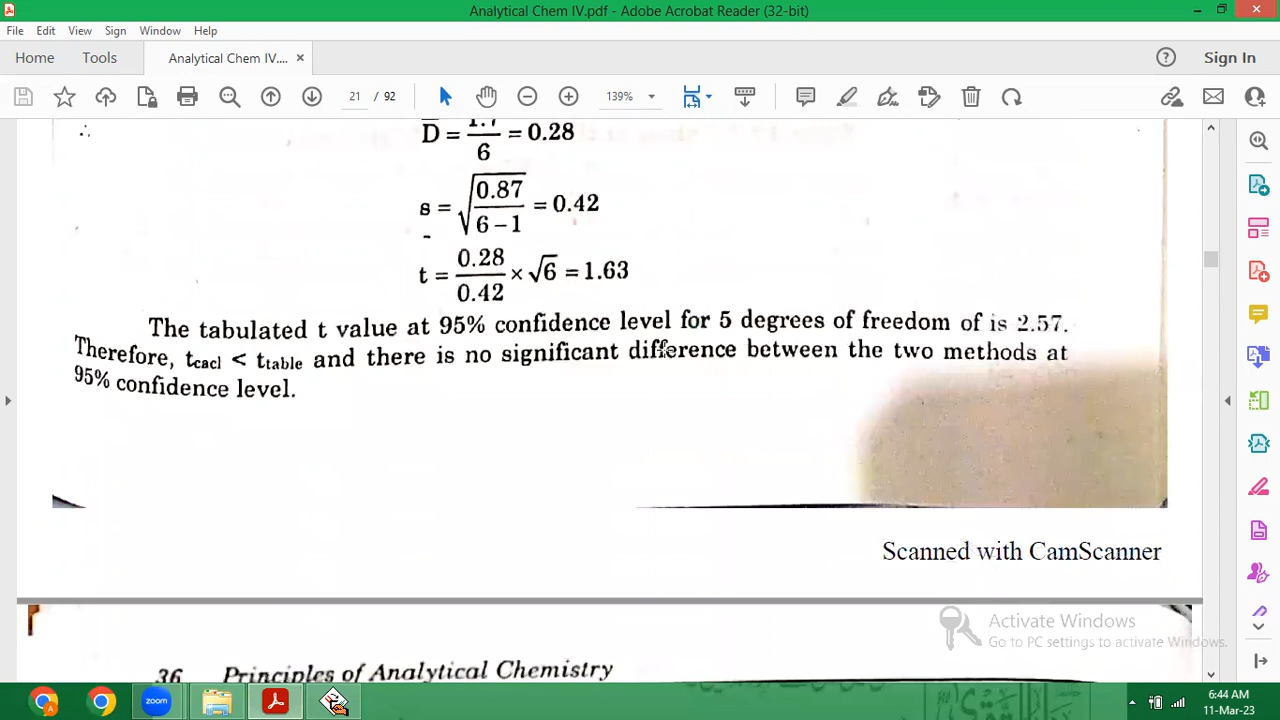 Analytical Chem IV.pdf - Adobe Acrobat Reader (32-bit)
File Edit View Sign Window Help
Home Tools Analytical Chem IV.... × Sign In
21 / 92 139%
∴ D̅ = 1.7/6 = 0.28
s = √(0.87/(6 – 1)) = 0.42
t = 0.28/0.42 × √6 = 1.63
The tabulated t value at 95% confidence level for 5 degrees of freedom of is 2.57.
Therefore, tcacl < ttable and there is no significant difference between the two methods at
95% confidence level.
Scanned with CamScanner
Activate Windows
Go to PC settings to activate Windows.
36 Principles of Analytical Chemistry
zoom
6:44 AM
11-Mar-23